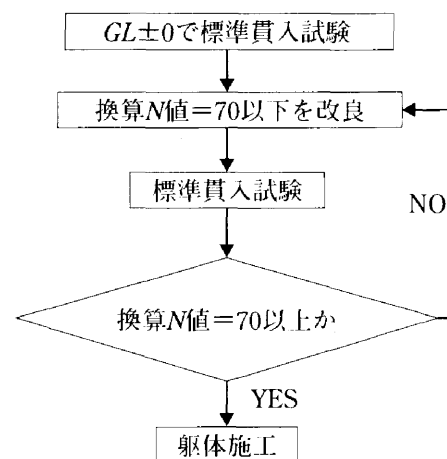 GL±0で標準貫入試験
換算N値＝70以下を改良
標準貫入試験
NO
換算N値＝70以上か
YES
躯体施工